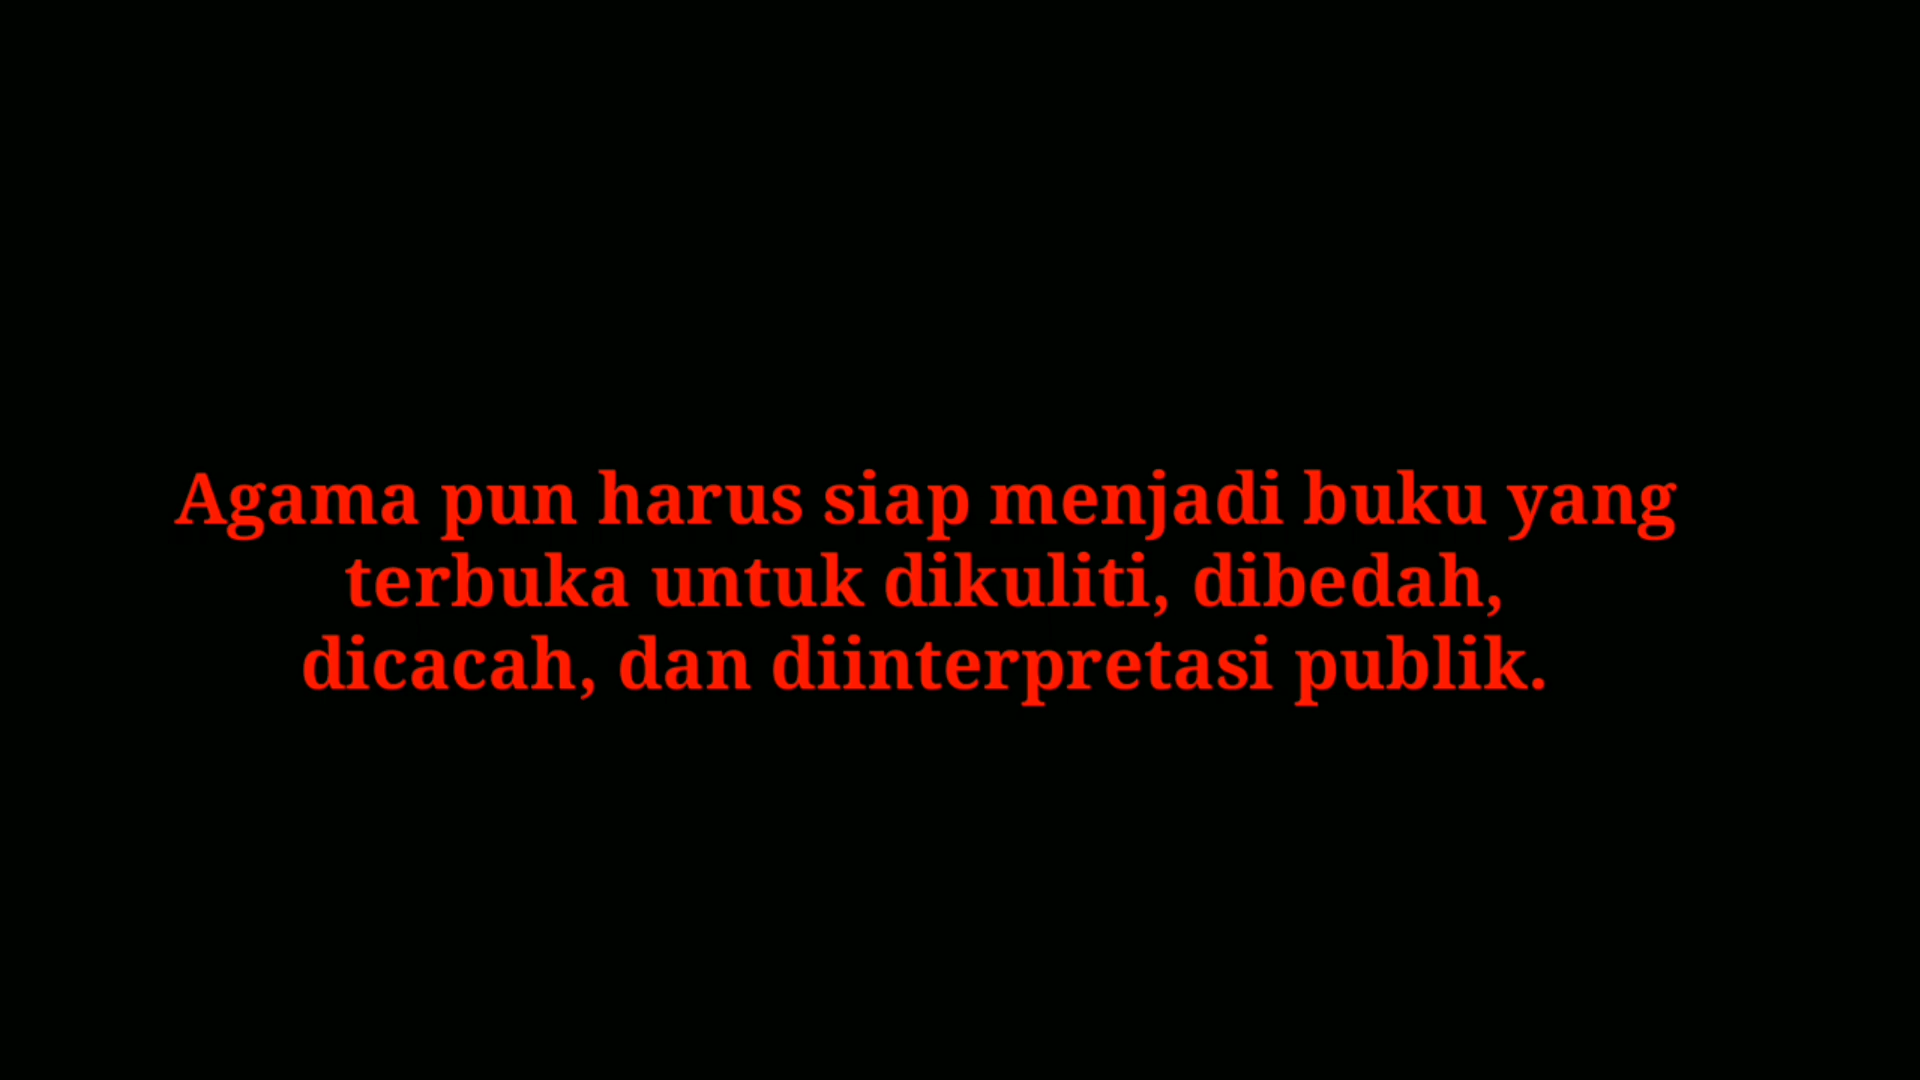 Agama pun harus siap menjadi buku yang
terbuka untuk dikuliti, dibedah,
dicacah, dan diinterpretasi publik.